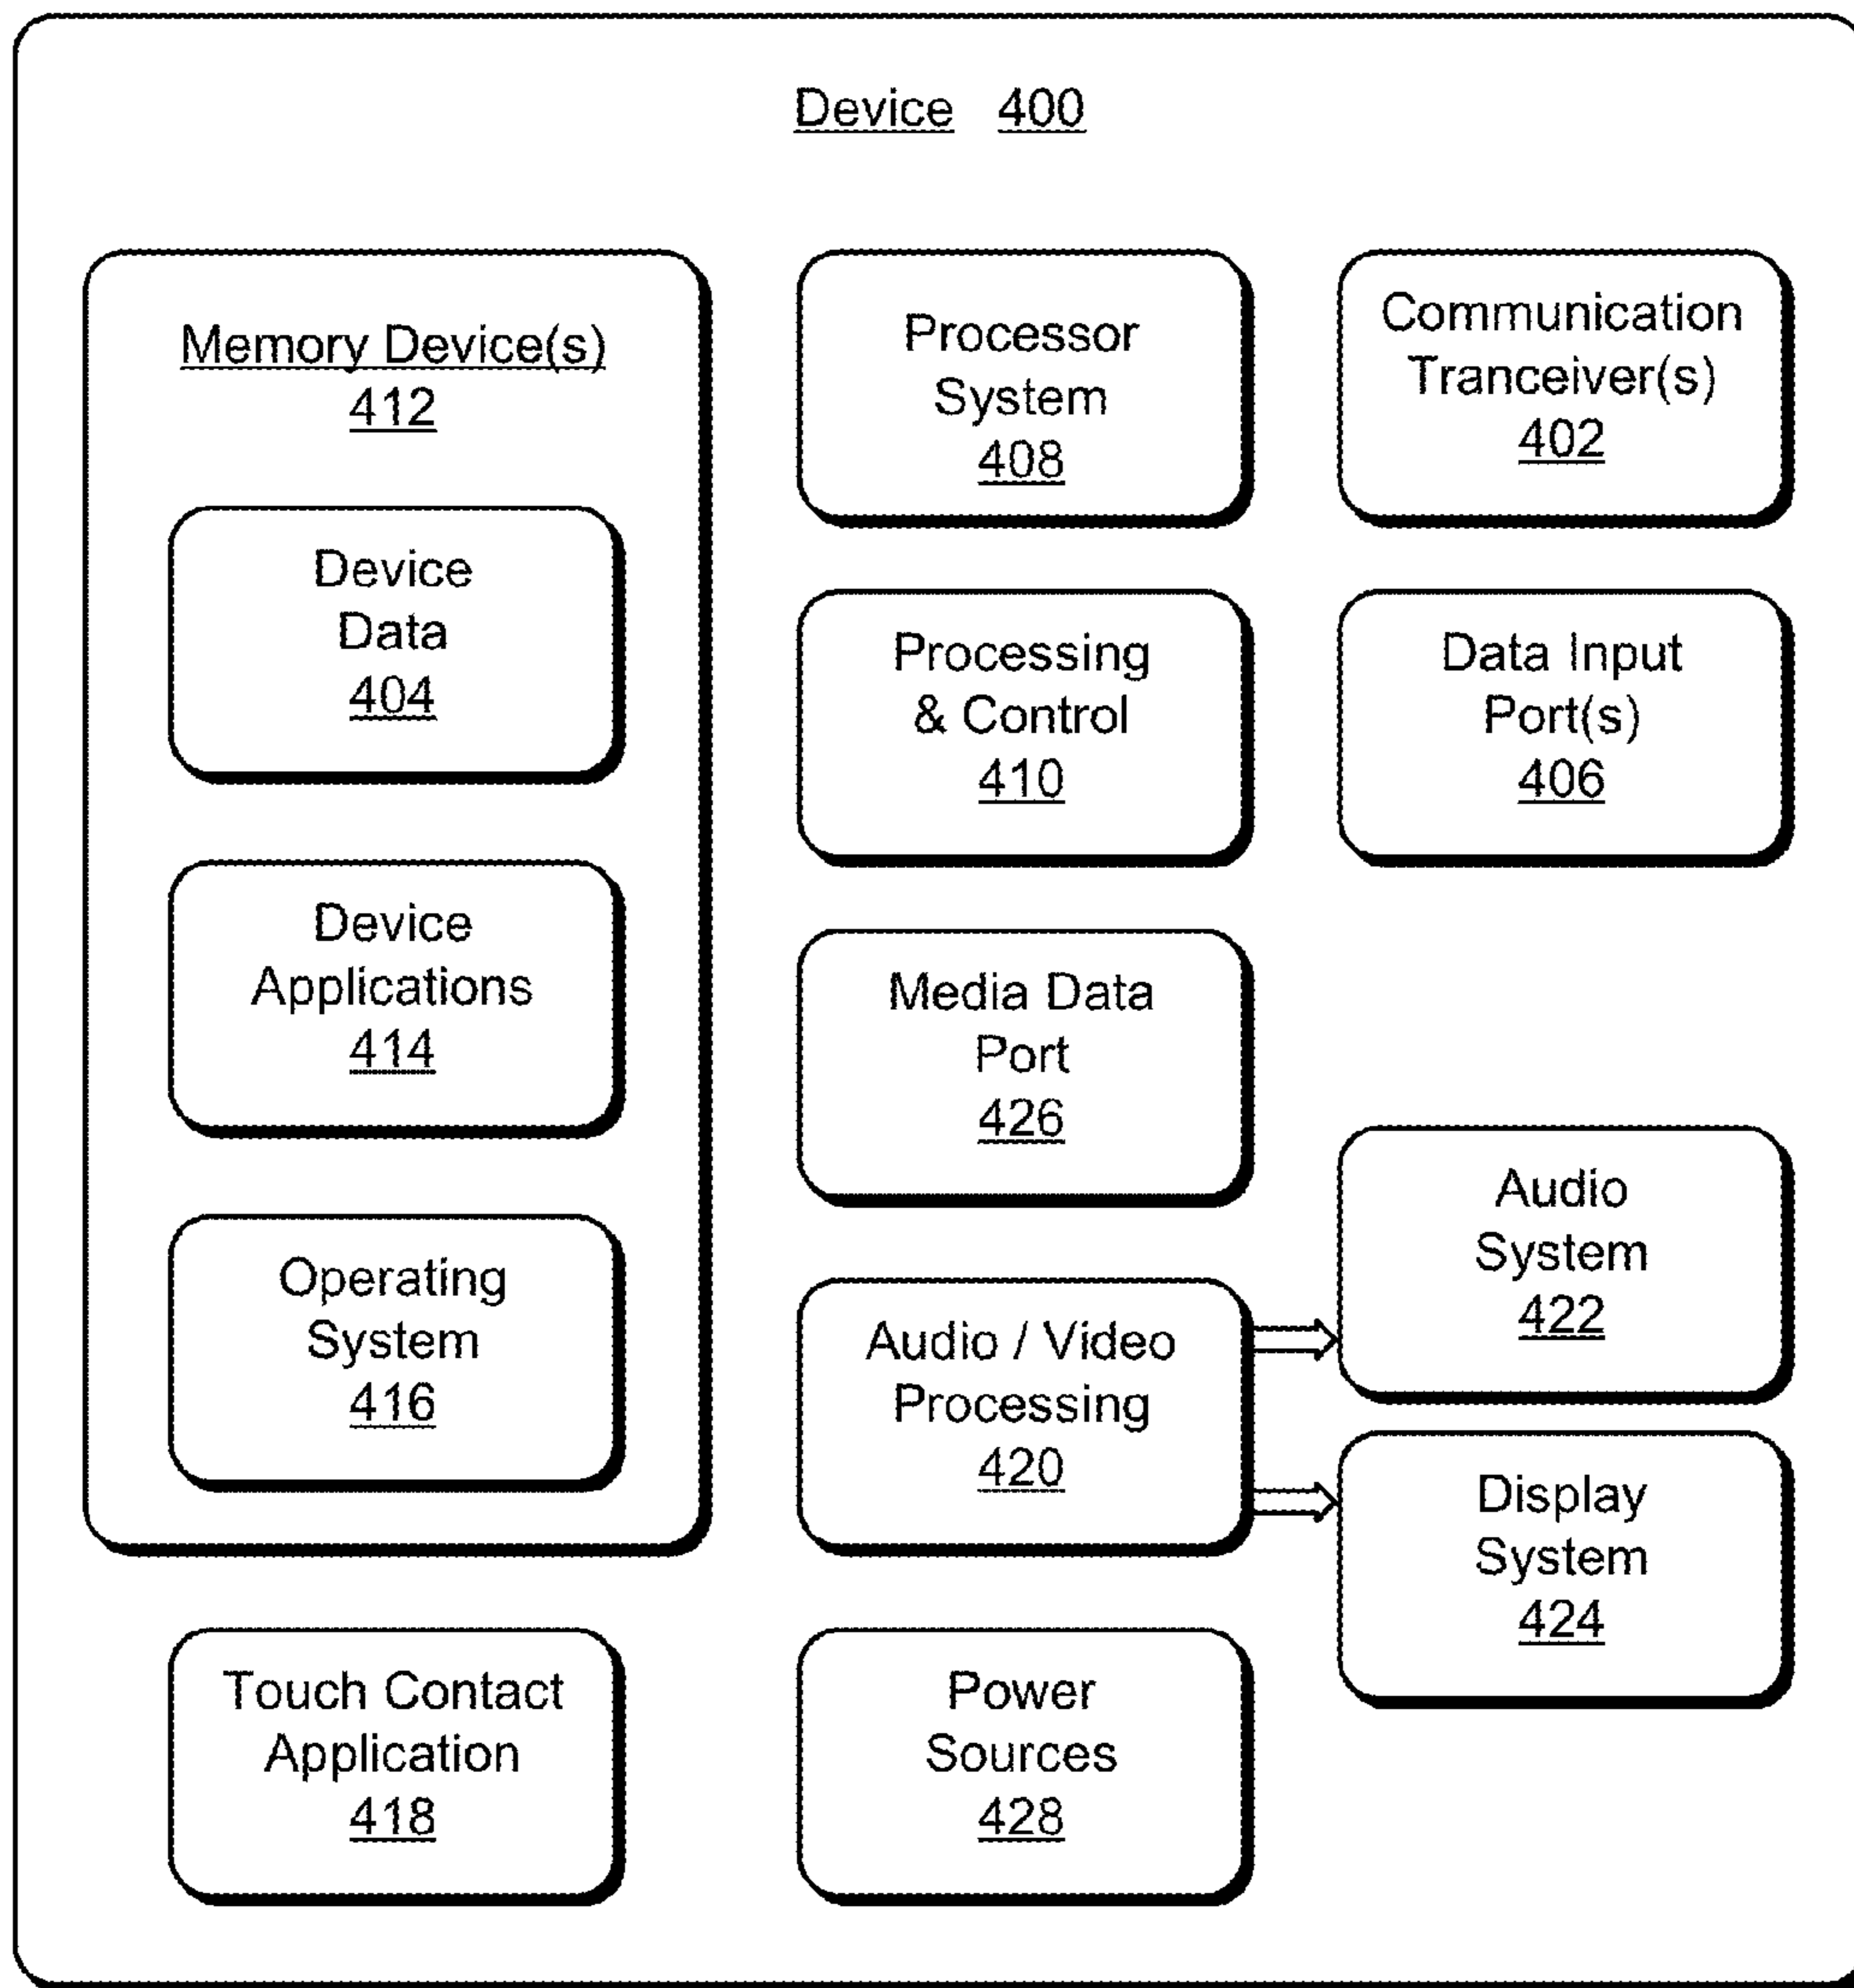 Device 400
Memory Device(s)
412
Device
Data
404
Device
Applications
414
Operating
System
416
Touch Contact
Application
418
Processor
System
408
Processing
& Control
410
Media Data
Port
426
Audio / Video
Processing
420
Power
Sources
428
Communication
Tranceiver(s)
402
Data Input
Port(s)
406
Audio
System
422
Display
System
424